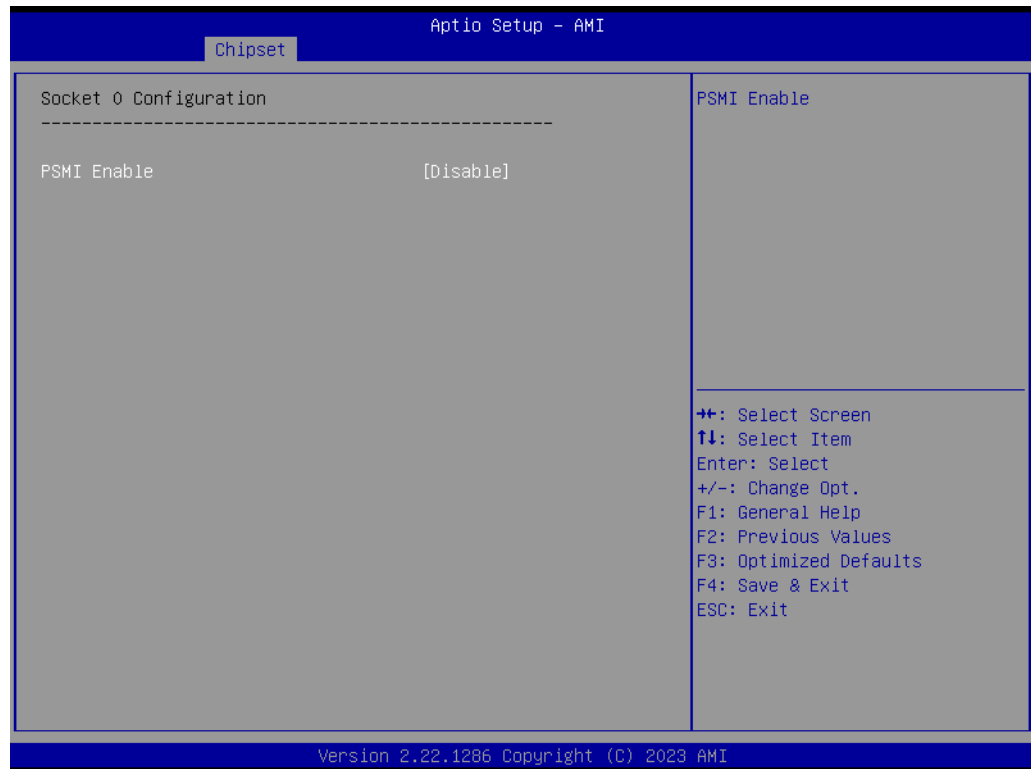 Aptio Setup – AMI
Chipset
Socket 0 Configuration
--------------------------------------------------
PSMI Enable [Disable]
PSMI Enable
→←: Select Screen
↑↓: Select Item
Enter: Select
+/-: Change Opt.
F1: General Help
F2: Previous Values
F3: Optimized Defaults
F4: Save & Exit
ESC: Exit
Version 2.22.1286 Copyright (C) 2023 AMI